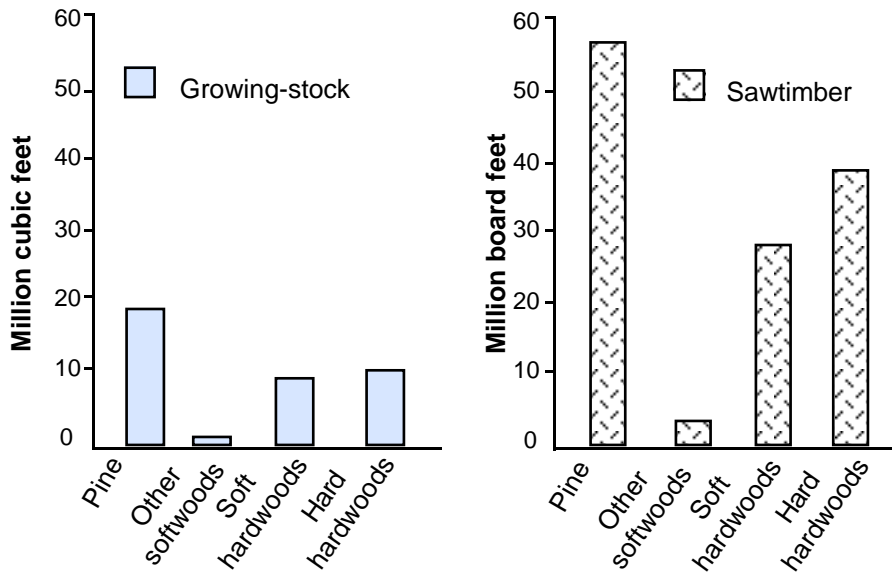 60
50
40
30
20
10
0
Million cubic feet
Growing-stock
Pine
Other
softwoods
Soft
hardwoods
Hard
hardwoods
60
50
40
30
20
10
0
Million board feet
Sawtimber
Pine
Other
softwoods
Soft
hardwoods
Hard
hardwoods